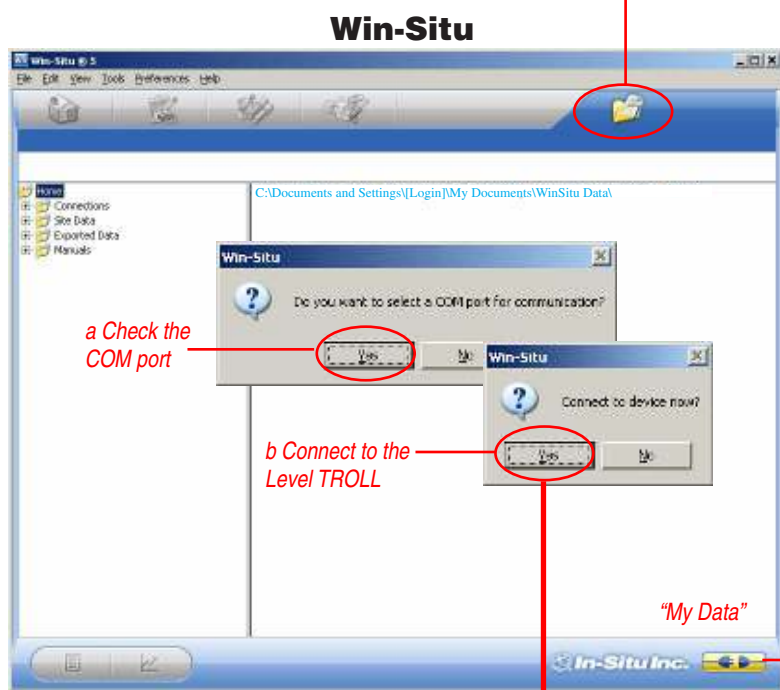 Win-Situ
Win-Situ ® 5
File Edit View Tools Preferences Help
Home
C:\Documents and Settings\[Login]\My Documents\WinSitu Data\
Connections
Site Data
Exported Data
Manuals
Win-Situ
Do you want to select a COM port for communication?
a Check the
COM port
Yes No
Win-Situ
Connect to device now?
b Connect to the
Level TROLL
Yes No
"My Data"
In-Situ Inc.